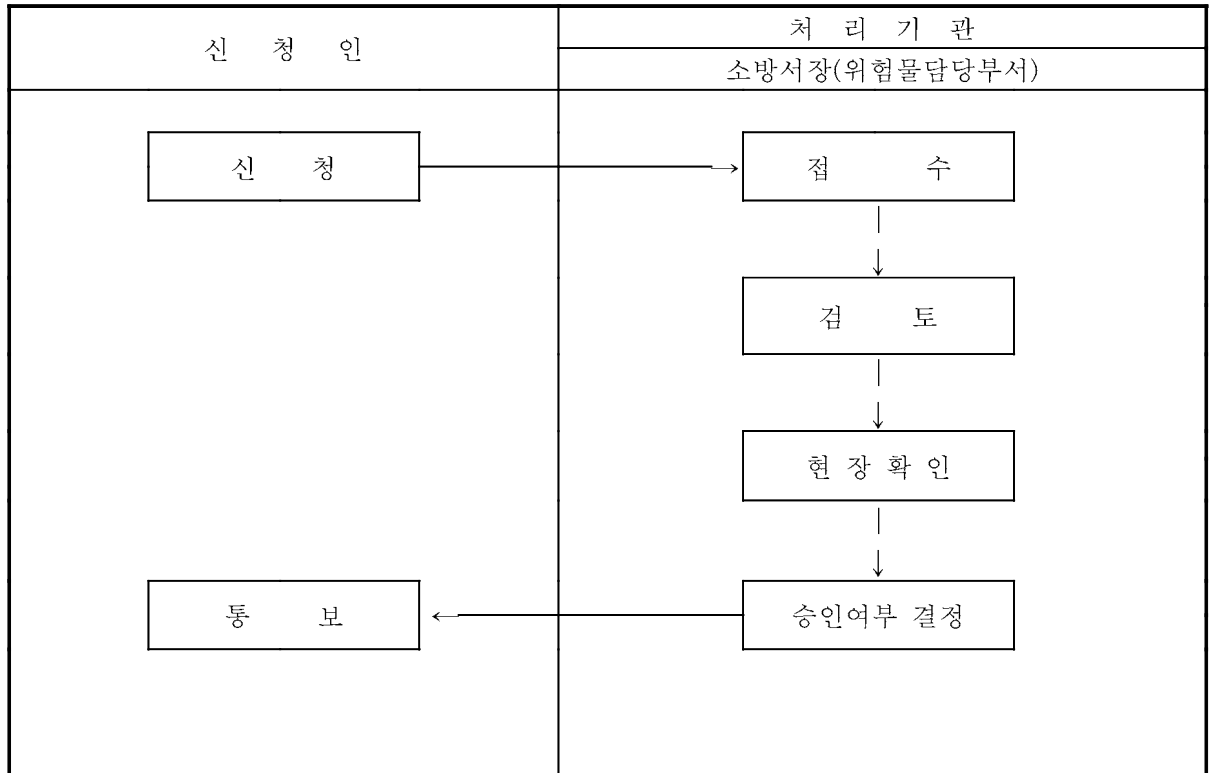 신 청 인
처 리 기 관
소방서장(위험물담당부서)
신 청
접 수
검 토
현 장 확 인
통 보
승인여부 결정